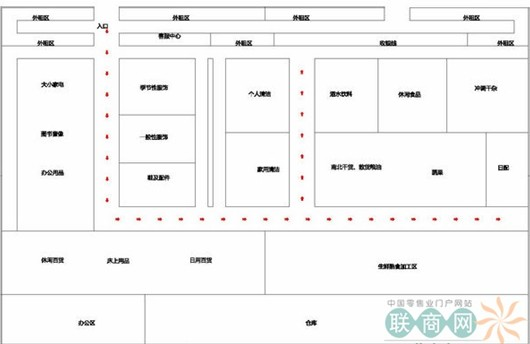 外租区
外租区
外租区
外租区
入口
外租区
客服中心
外租区
收银线
外租区
大小家电
图书音像
办公用品
季节性服饰
一般性服饰
鞋及配件
个人清洁
家用清洁
酒水饮料
休闲食品
冲调干杂
南北干货、散货粮油
蔬果
日配
休闲百货
床上用品
日用百货
生鲜熟食加工区
办公区
仓库
中国零售业门户网站
联商网